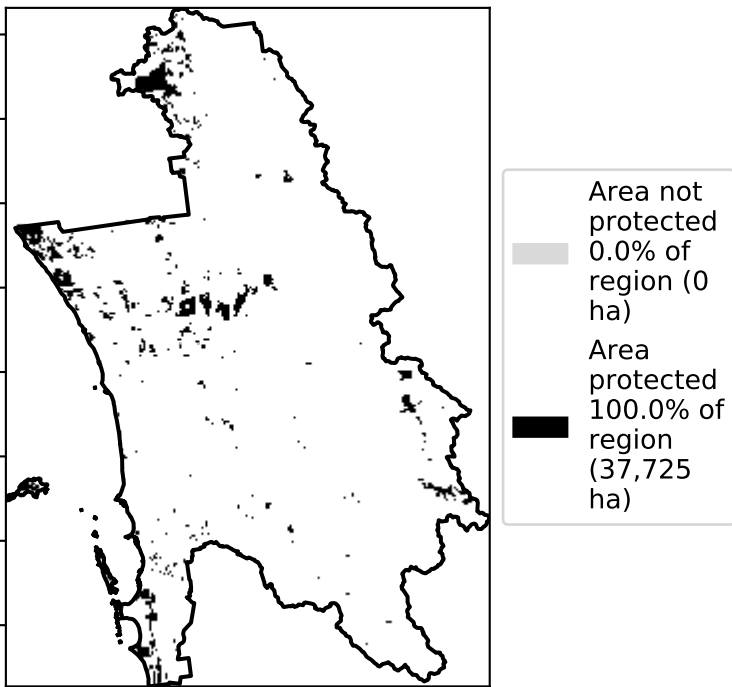 Area not
protected
0.0% of
region (0
ha)
Area
protected
100.0% of
region
(37,725
ha)